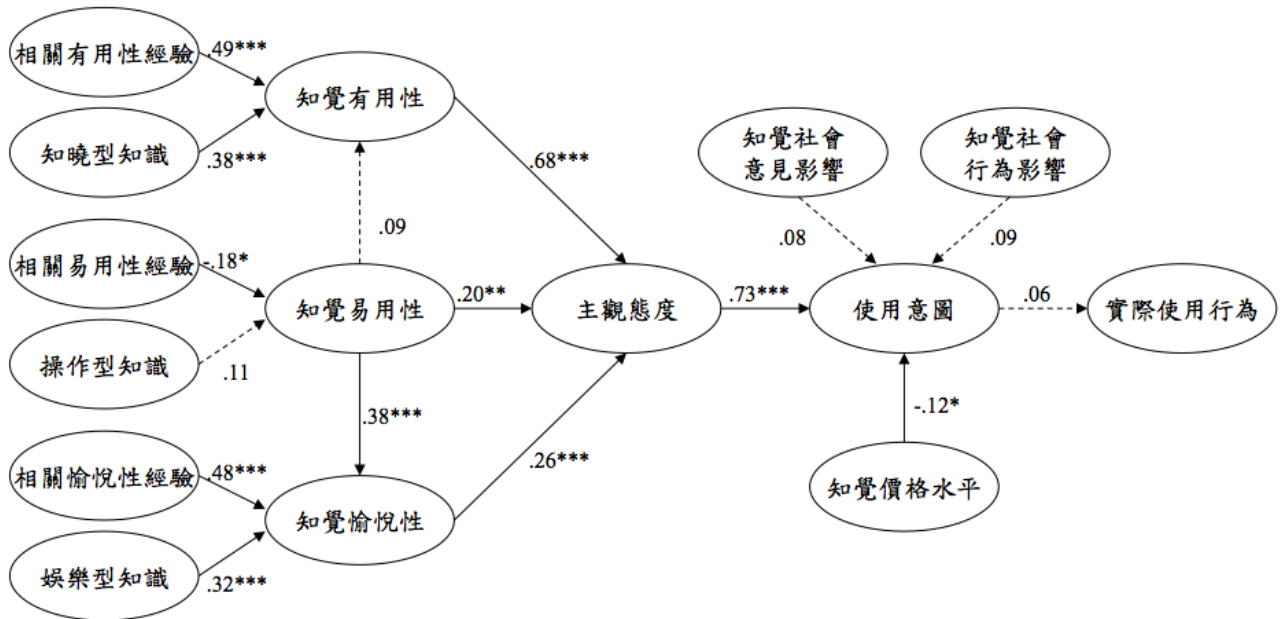 相關有用性經驗
.49***
知覺有用性
知曉型知識
.38***
.68***
知覺社會
意見影響
知覺社會
行為影響
.09
.08
.09
相關易用性經驗
-.18*
知覺易用性
.20**
主觀態度
.73***
使用意圖
.06
實際使用行為
操作型知識
.11
.38***
-.12*
相關愉悅性經驗
.48***
.26***
知覺價格水平
知覺愉悅性
娛樂型知識
.32***